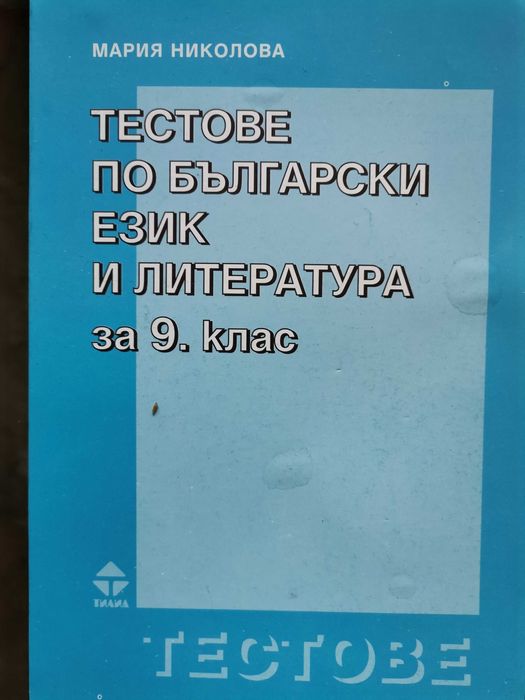 МАРИЯ НИКОЛОВА
ТЕСТОВЕ
ПО БЪЛГАРСКИ
ЕЗИК
И ЛИТЕРАТУРА
за 9. клас
ТИЛИА
ТЕСТОВЕ